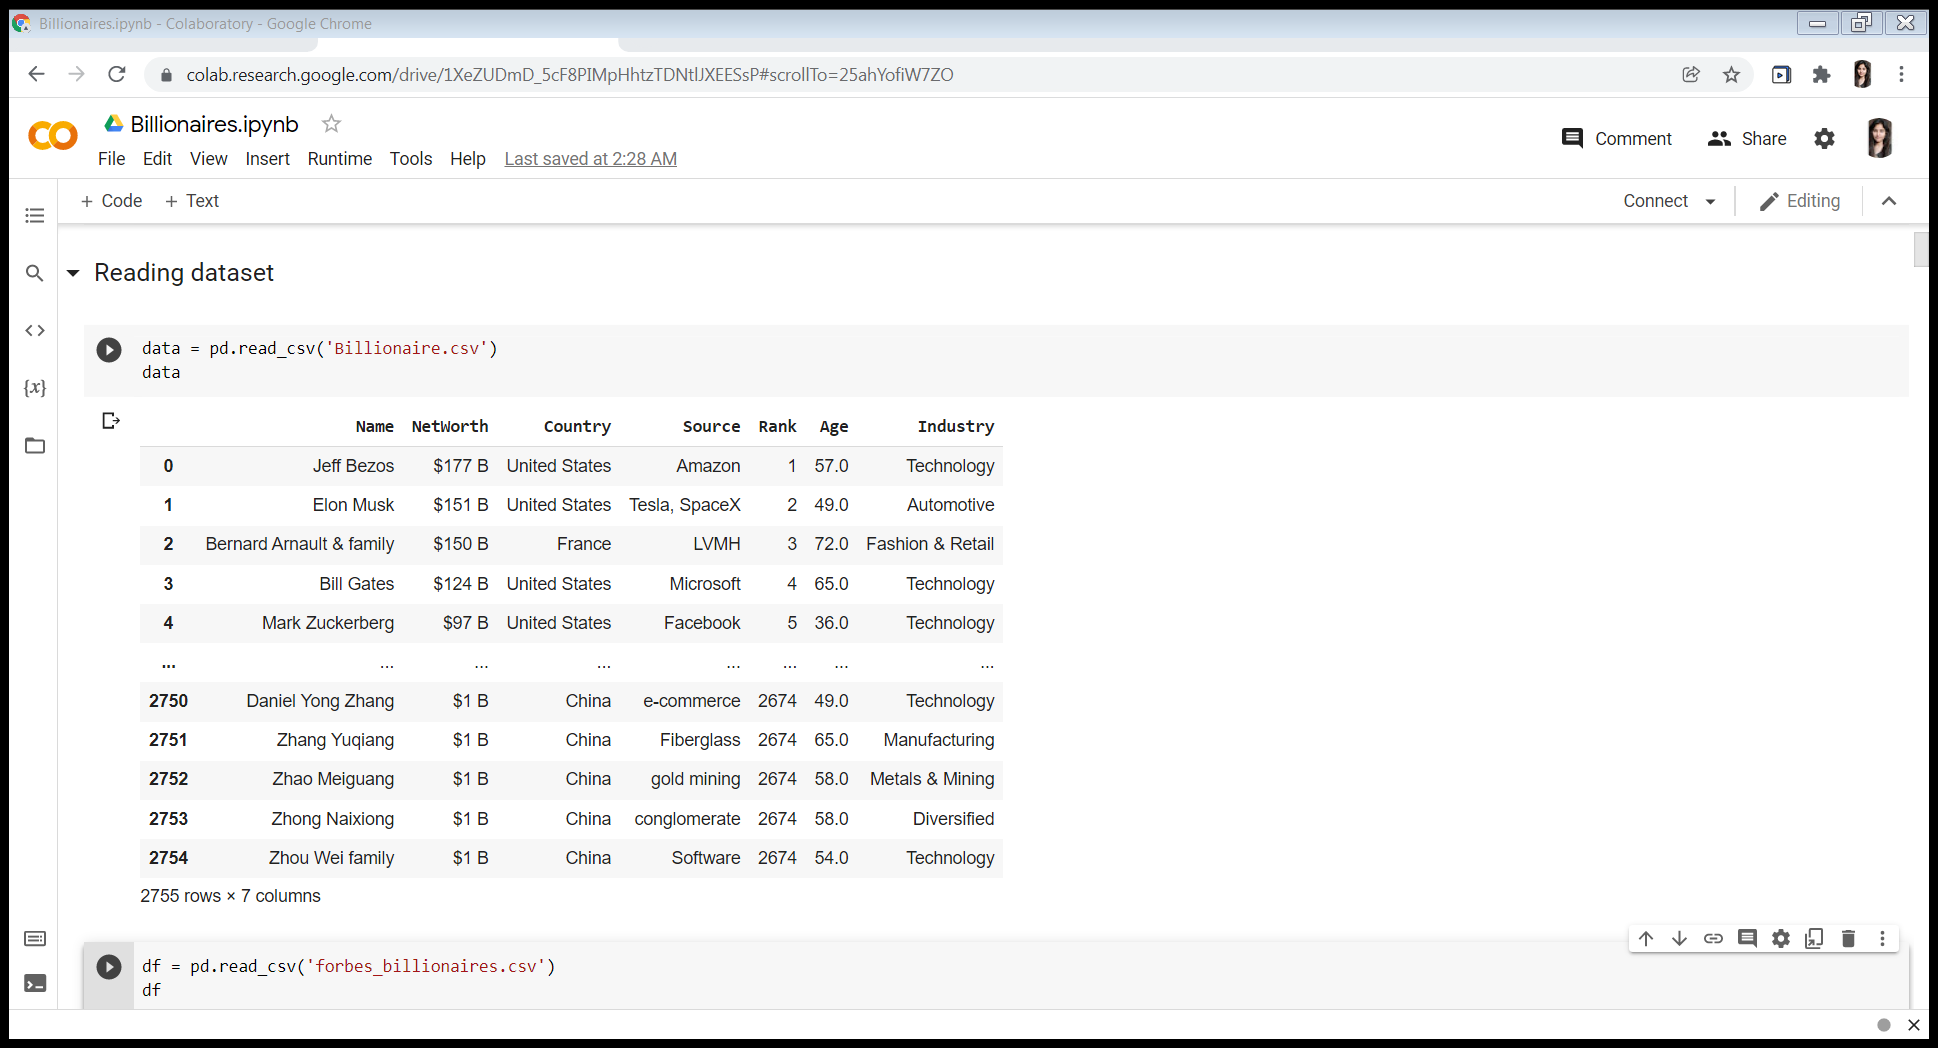 Billionaires.ipynb - Colaboratory - Google Chrome
colab.research.google.com/drive/1XeZUDmD_5cF8PIMpHhtzTDNtlJXEESsP#scrollTo=25ahYofiW7ZO
Billionaires.ipynb
Comment Share
File Edit View Insert Runtime Tools Help Last saved at 2:28 AM
+ Code + Text Connect Editing
Reading dataset
data = pd.read_csv('Billionaire.csv')
data
Name NetWorth Country Source Rank Age Industry
0 Jeff Bezos $177 B United States Amazon 1 57.0 Technology
1 Elon Musk $151 B United States Tesla, SpaceX 2 49.0 Automotive
2 Bernard Arnault & family $150 B France LVMH 3 72.0 Fashion & Retail
3 Bill Gates $124 B United States Microsoft 4 65.0 Technology
4 Mark Zuckerberg $97 B United States Facebook 5 36.0 Technology
... ... ... ... ... ... ... ...
2750 Daniel Yong Zhang $1 B China e-commerce 2674 49.0 Technology
2751 Zhang Yuqiang $1 B China Fiberglass 2674 65.0 Manufacturing
2752 Zhao Meiguang $1 B China gold mining 2674 58.0 Metals & Mining
2753 Zhong Naixiong $1 B China conglomerate 2674 58.0 Diversified
2754 Zhou Wei family $1 B China Software 2674 54.0 Technology
2755 rows × 7 columns
df = pd.read_csv('forbes_billionaires.csv')
df